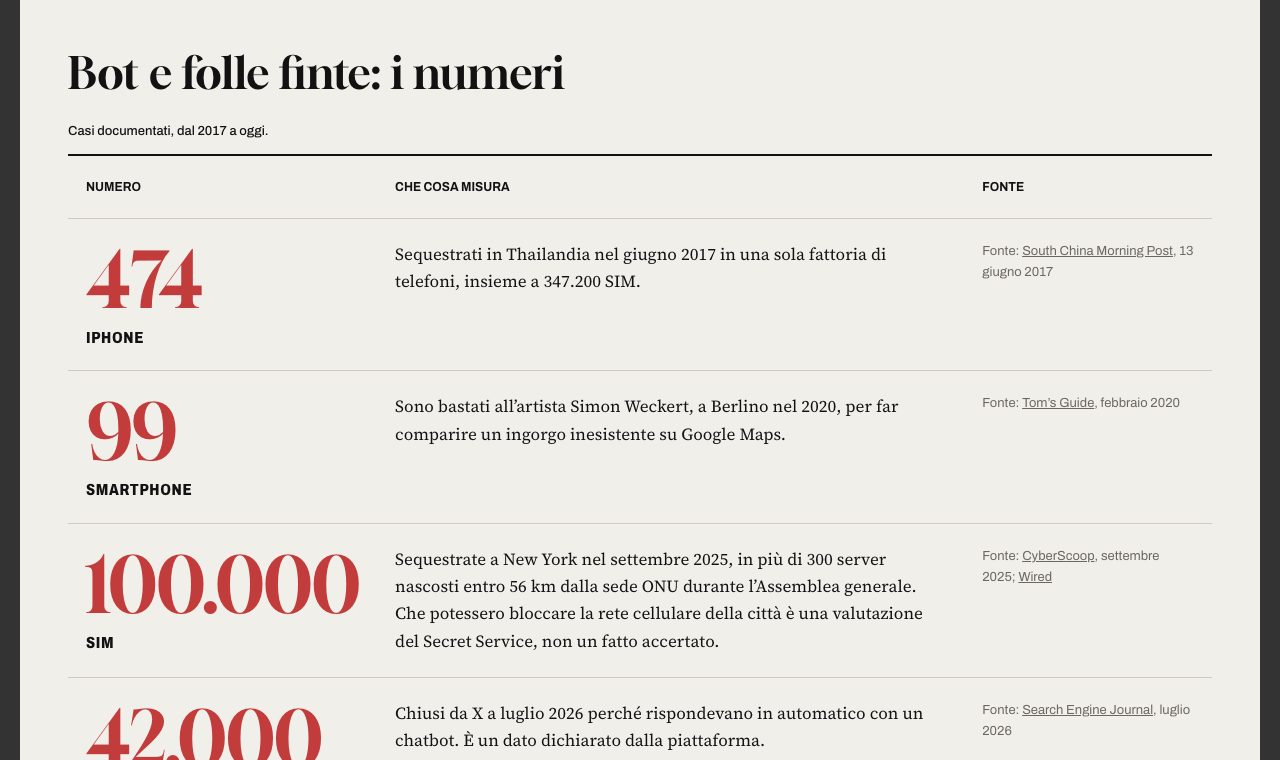 Bot e folle finte: i numeri
Casi documentati, dal 2017 a oggi.
NUMERO
CHE COSA MISURA
FONTE
474
IPHONE
Sequestrati in Thailandia nel giugno 2017 in una sola fattoria di
telefoni, insieme a 347.200 SIM.
Fonte: South China Morning Post, 13
giugno 2017
99
SMARTPHONE
Sono bastati all’artista Simon Weckert, a Berlino nel 2020, per far
comparire un ingorgo inesistente su Google Maps.
Fonte: Tom’s Guide, febbraio 2020
100.000
SIM
Sequestrate a New York nel settembre 2025, in più di 300 server
nascosti entro 56 km dalla sede ONU durante l’Assemblea generale.
Che potessero bloccare la rete cellulare della città è una valutazione
del Secret Service, non un fatto accertato.
Fonte: CyberScoop, settembre
2025; Wired
42.000
Chiusi da X a luglio 2026 perché rispondevano in automatico con un
chatbot. È un dato dichiarato dalla piattaforma.
Fonte: Search Engine Journal, luglio
2026